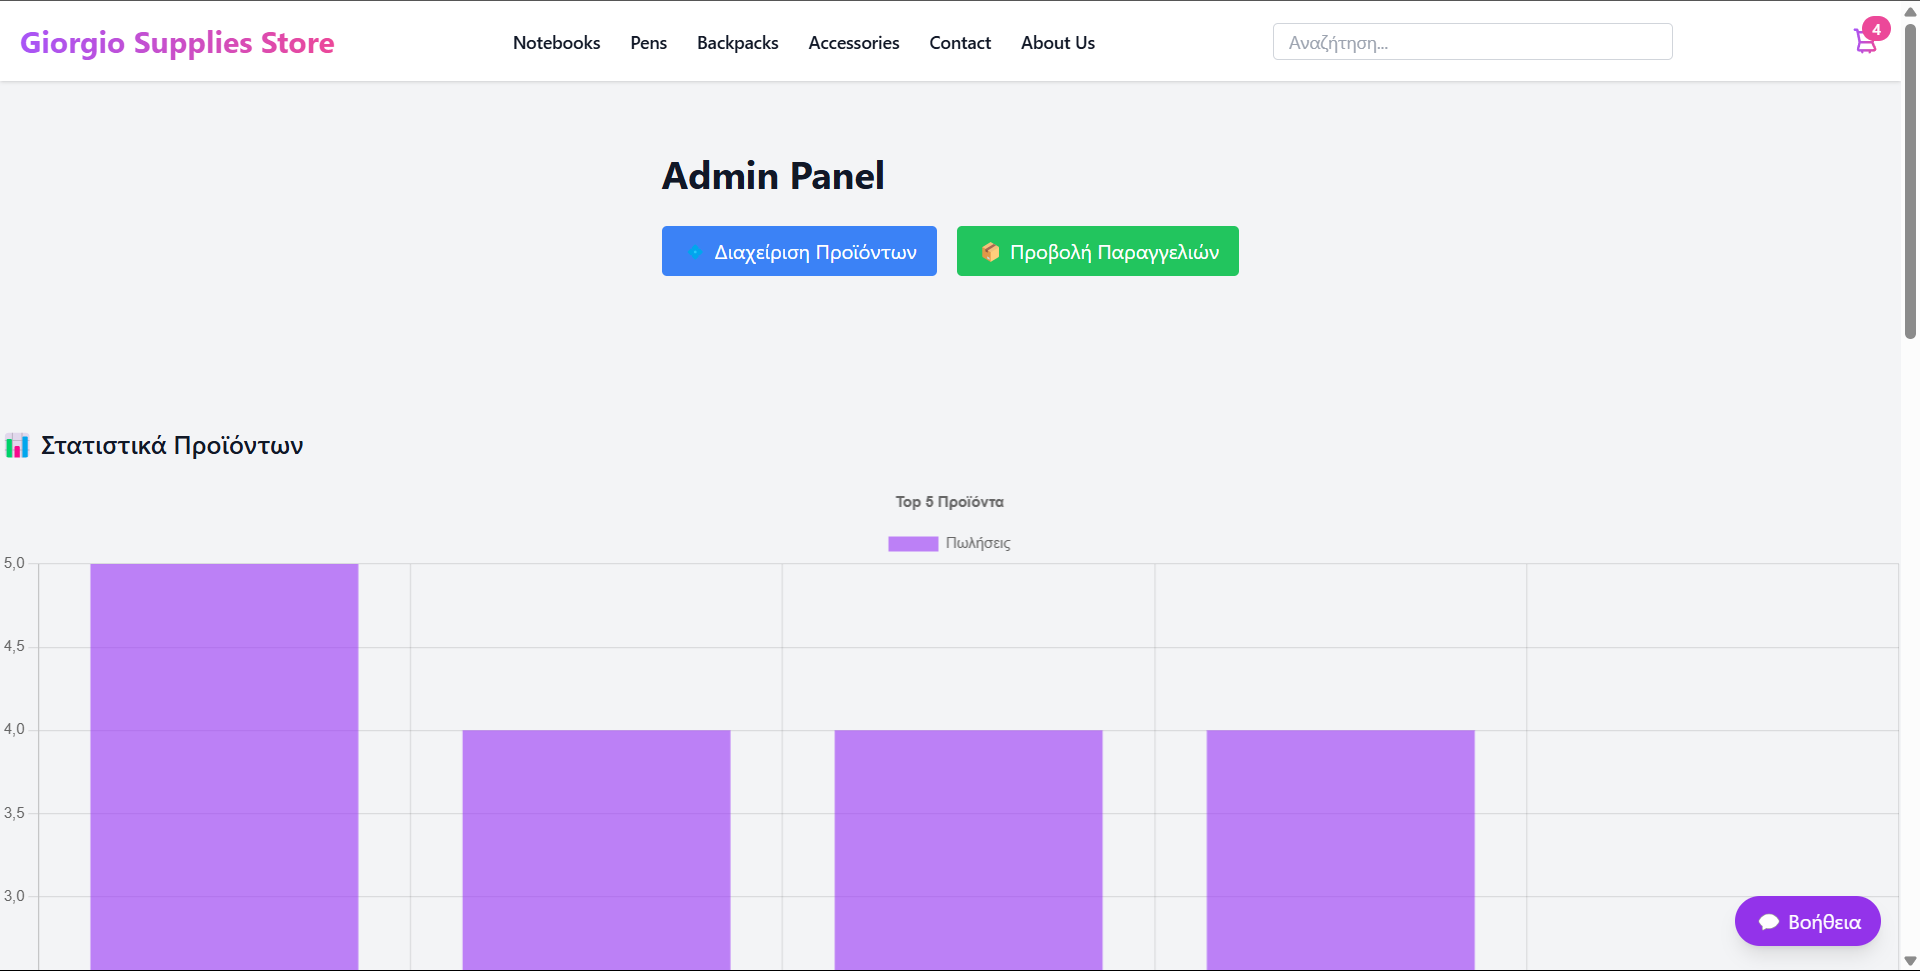 Giorgio Supplies Store
Notebooks Pens Backpacks Accessories Contact About Us
Αναζήτηση...
4
Admin Panel
Διαχείριση Προϊόντων
Προβολή Παραγγελιών
Στατιστικά Προϊόντων
Top 5 Προϊόντα
Πωλήσεις
5,0
4,5
4,0
3,5
3,0
Βοήθεια